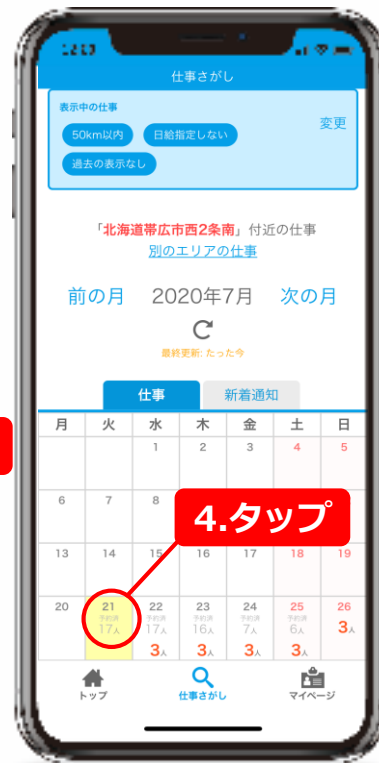 仕事さがし
表示中の仕事
50km以内 日給指定しない 変更
過去の表示なし
「北海道帯広市西2条南」付近の仕事
別のエリアの仕事
前の月 2020年7月 次の月
最終更新: たった今
仕事 新着通知
月 火 水 木 金 土 日
1 2 3 4 5
6 7 8
4.タップ
13 14 15 16 17 18 19
20 21 22 23 24 25 26
予約済 予約済 予約済 予約済 予約済
17人 17人 16人 7人 6人 3人
3人 3人 3人 3人
トップ 仕事さがし マイページ